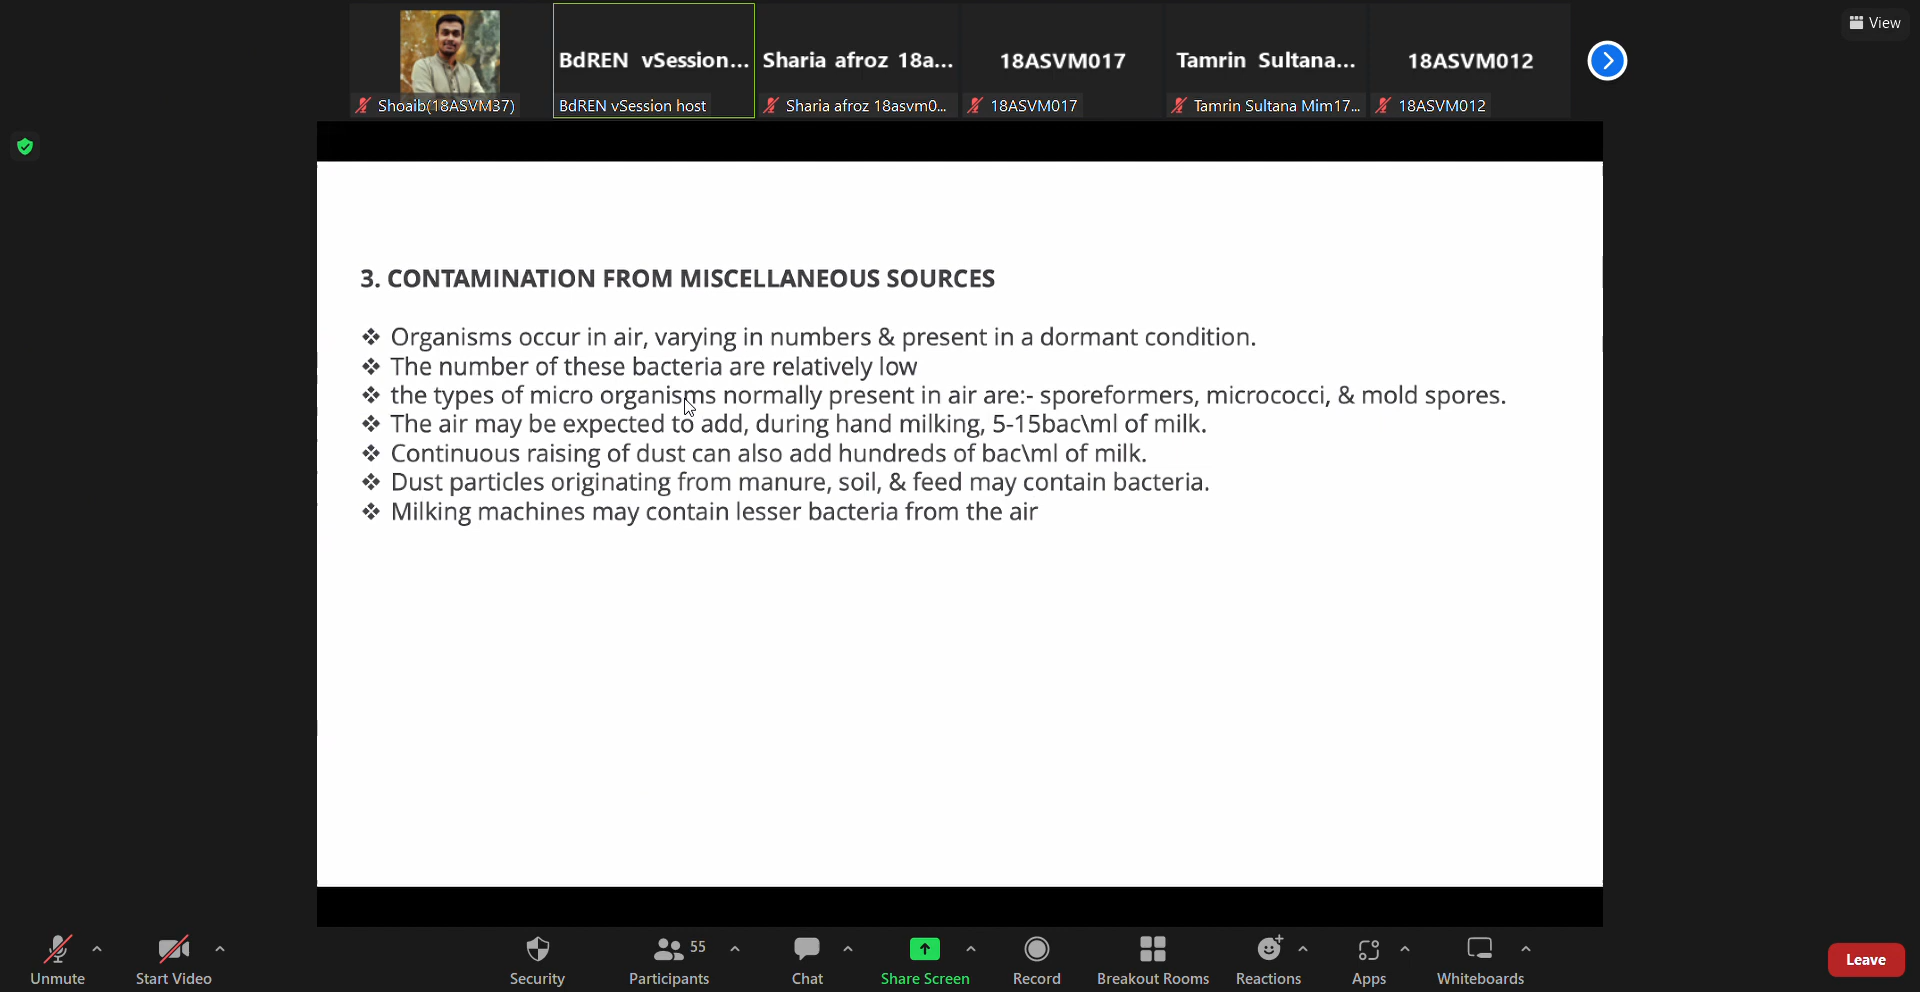 View
BdREN vSession...
Sharia afroz 18a...
18ASVM017
Tamrin Sultana...
18ASVM012
Shoaib(18ASVM37)
BdREN vSession host
Sharia afroz 18asvm0...
18ASVM017
Tamrin Sultana Mim17...
18ASVM012
3. CONTAMINATION FROM MISCELLANEOUS SOURCES
❖ Organisms occur in air, varying in numbers & present in a dormant condition.
❖ The number of these bacteria are relatively low
❖ the types of micro organisms normally present in air are:- sporeformers, micrococci, & mold spores.
❖ The air may be expected to add, during hand milking, 5-15bac\ml of milk.
❖ Continuous raising of dust can also add hundreds of bac\ml of milk.
❖ Dust particles originating from manure, soil, & feed may contain bacteria.
❖ Milking machines may contain lesser bacteria from the air
55
Unmute
Start Video
Security
Participants
Chat
Share Screen
Record
Breakout Rooms
Reactions
Apps
Whiteboards
Leave